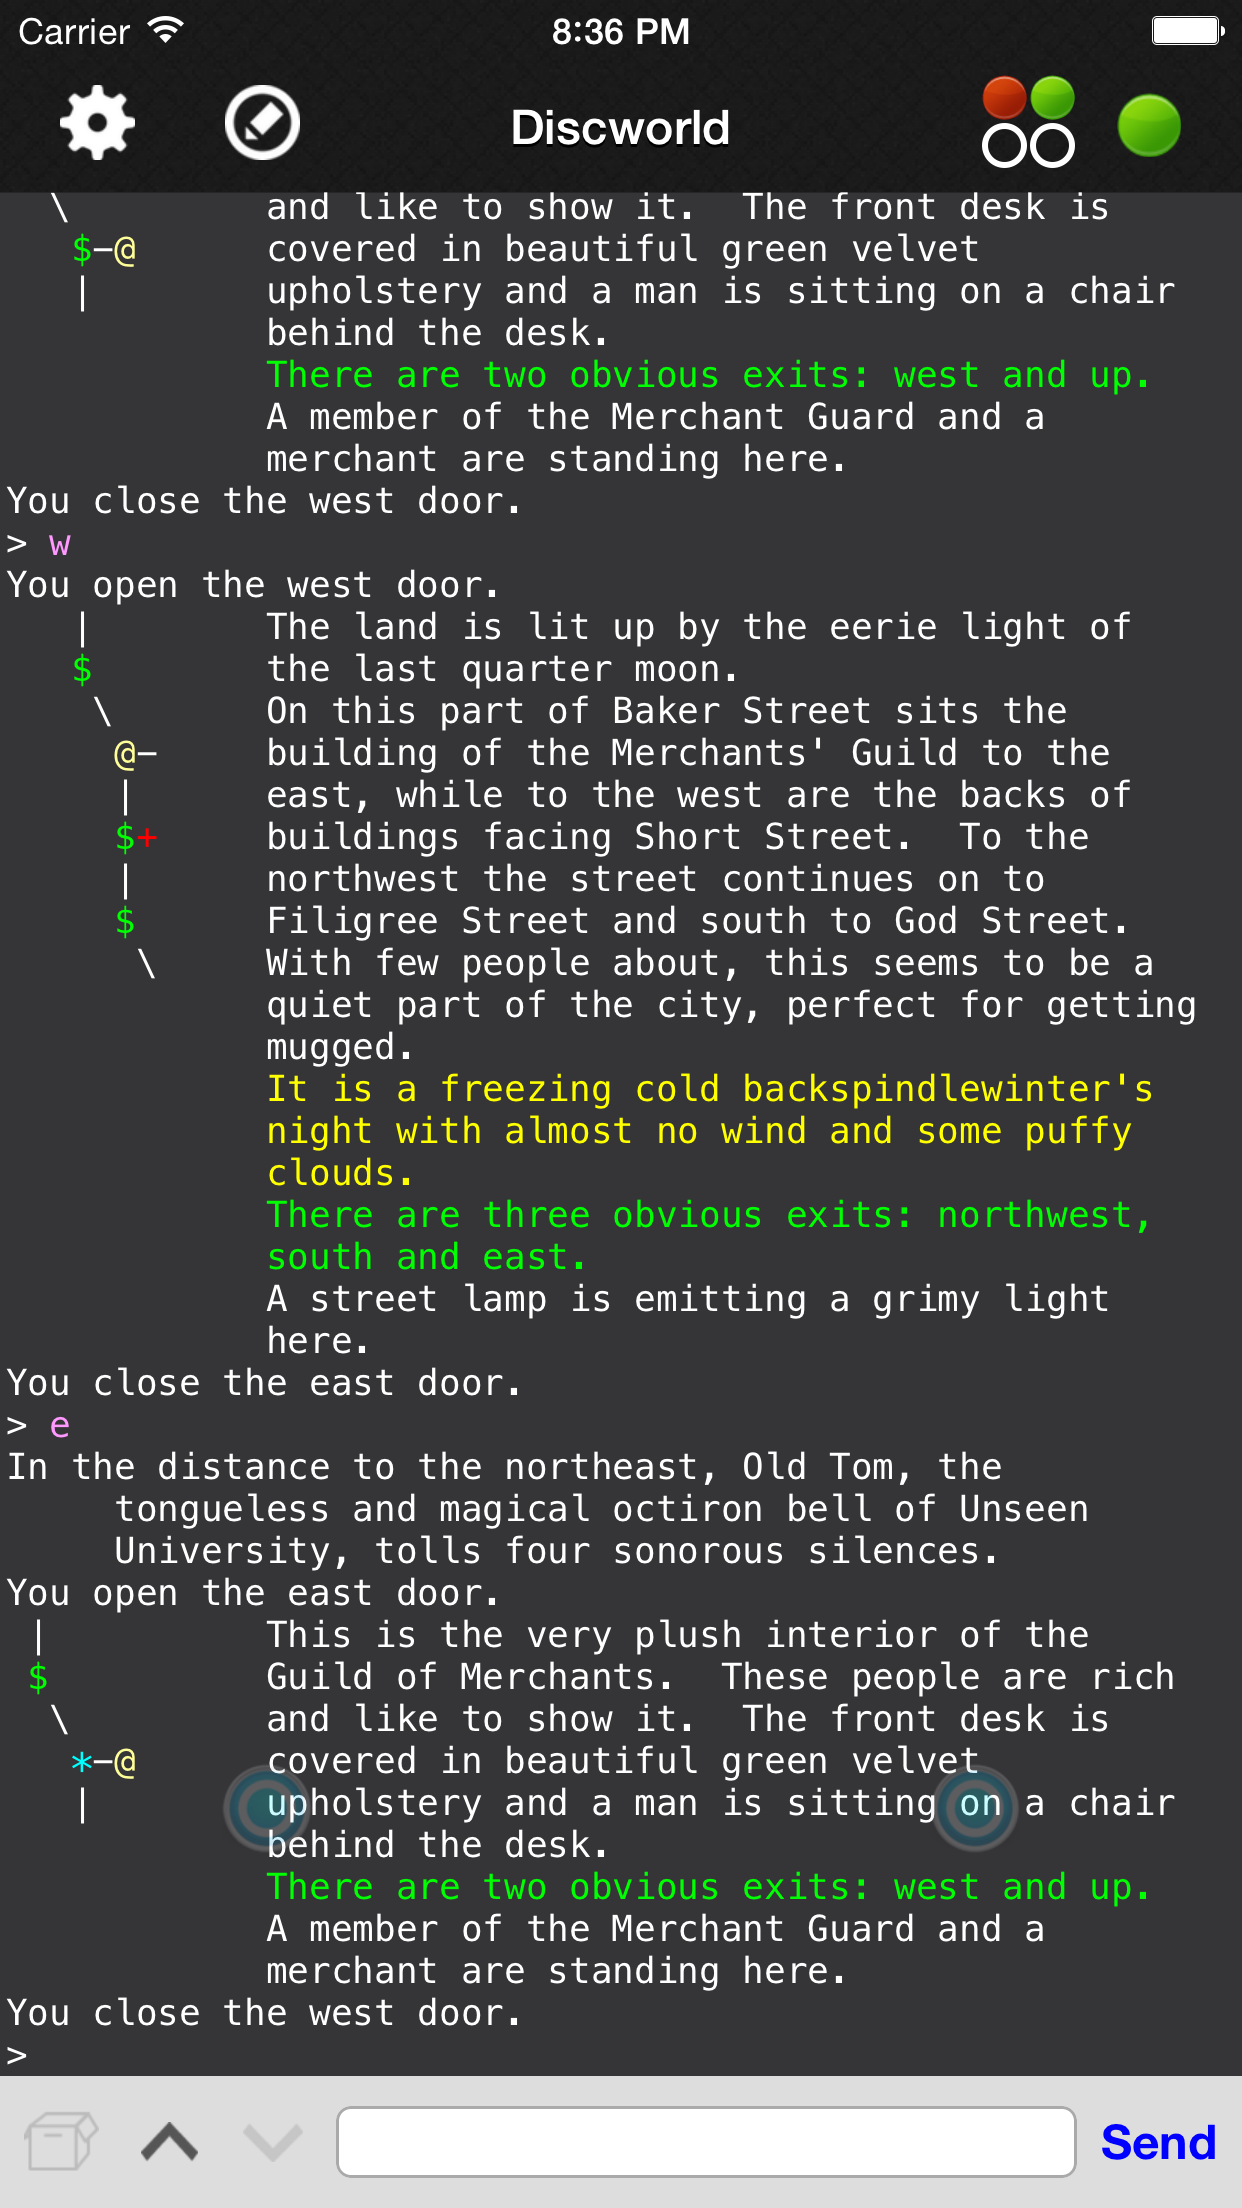 Carrier 8:36 PM
Discworld
\ and like to show it.  The front desk is
$-@ covered in beautiful green velvet
| upholstery and a man is sitting on a chair
behind the desk.
There are two obvious exits: west and up.
A member of the Merchant Guard and a
merchant are standing here.
You close the west door.
> w
You open the west door.
| The land is lit up by the eerie light of
$ the last quarter moon.
\ On this part of Baker Street sits the
@- building of the Merchants' Guild to the
| east, while to the west are the backs of
$+ buildings facing Short Street.  To the
| northwest the street continues on to
$ Filigree Street and south to God Street.
\ With few people about, this seems to be a
quiet part of the city, perfect for getting
mugged.
It is a freezing cold backspindlewinter's
night with almost no wind and some puffy
clouds.
There are three obvious exits: northwest,
south and east.
A street lamp is emitting a grimy light
here.
You close the east door.
> e
In the distance to the northeast, Old Tom, the
tongueless and magical octiron bell of Unseen
University, tolls four sonorous silences.
You open the east door.
| This is the very plush interior of the
$ Guild of Merchants.  These people are rich
\ and like to show it.  The front desk is
*-@ covered in beautiful green velvet
| upholstery and a man is sitting on a chair
behind the desk.
There are two obvious exits: west and up.
A member of the Merchant Guard and a
merchant are standing here.
You close the west door.
>
Send